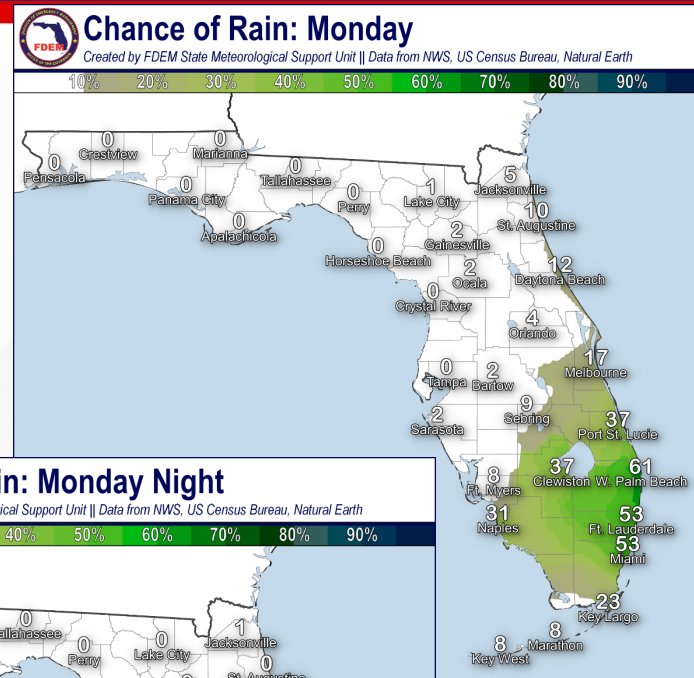 Chance of Rain: Monday
FDEM
Created by FDEM State Meteorological Support Unit || Data from NWS, US Census Bureau, Natural Earth
10% 20% 30% 40% 50% 60% 70% 80% 90%
0
Crestview
0
Marianna
0
Pensacola
0
Tallahassee
0
Panama City
0
Perry
1
Lake City
5
Jacksonville
10
St. Augustine
0
Apalachicola
2
Gainesville
0
Horseshoe Beach
2
Ocala
12
Daytona Beach
0
Crystal River
4
Orlando
17
Melbourne
0
Tampa
2
Bartow
9
Sebring
2
Sarasota
37
Port St. Lucie
8
Ft. Myers
37
Clewiston
61
W. Palm Beach
31
Naples
53
Ft. Lauderdale
53
Miami
23
Key Largo
8
Marathon
8
Key West
in: Monday Night
ical Support Unit || Data from NWS, US Census Bureau, Natural Earth
40% 50% 60% 70% 80% 90%
0
allahassee
0
Perry
0
Lake City
1
Jacksonville
0
St. Augustine